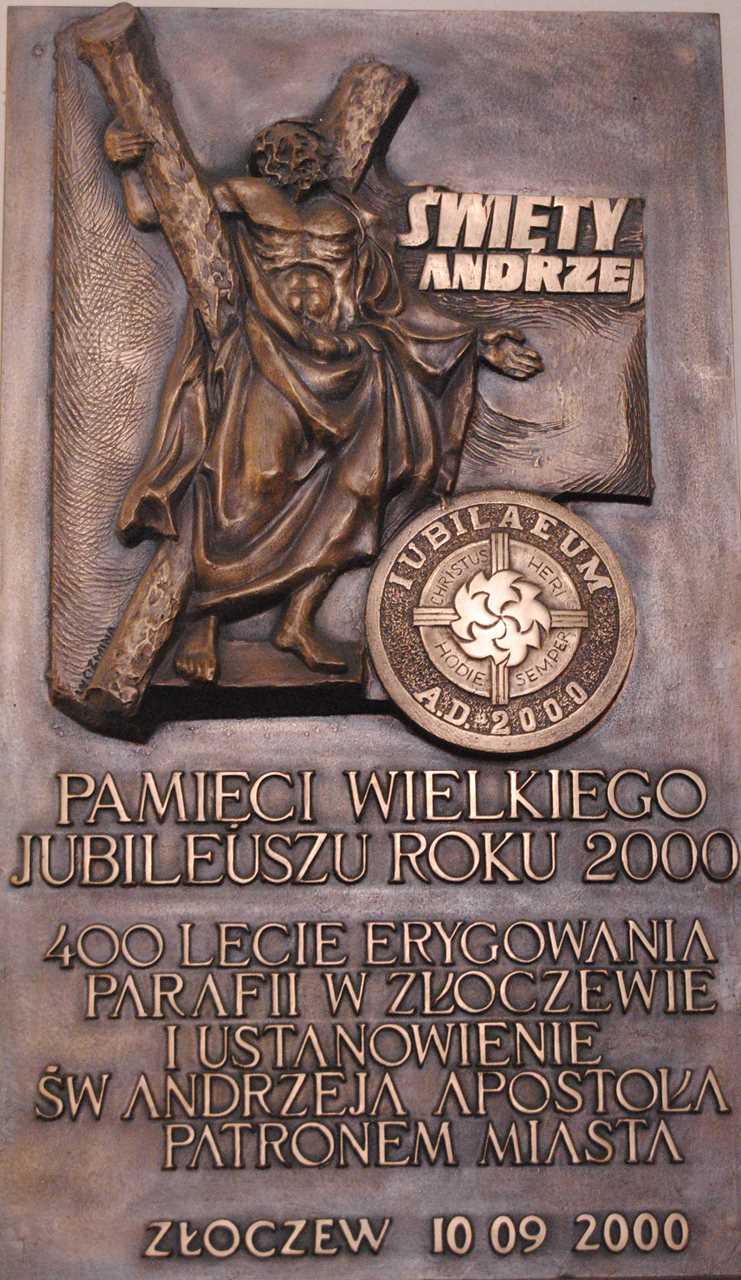 ŚWIĘTY
ANDRZEJ
IUBILAEUM
CHRISTUS HERI
HODIE SEMPER
A.D. 2000
PAMIĘCI WIELKIEGO
JUBILEUSZU ROKU 2000
400 LECIE ERYGOWANIA
PARAFII W ZŁOCZEWIE
I USTANOWIENIE
ŚW ANDRZEJA APOSTOŁA
PATRONEM MIASTA
ZŁOCZEW 10 09 2000